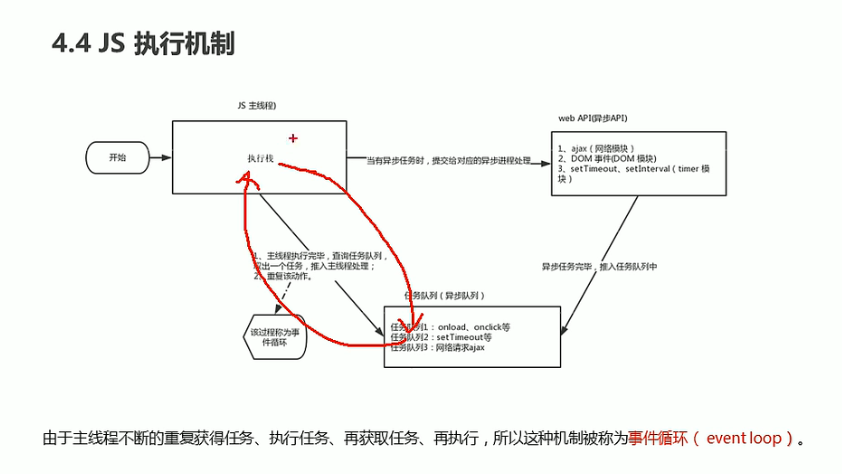 4.4 JS 执行机制
JS 主线程)
web API(异步API)
开始
执行栈
当有异步任务时，提交给对应的异步进程处理
1、ajax（网络模块）
2、DOM 事件(DOM 模块)
3、setTimeout、setInterval（timer 模
块）
1、主线程执行完毕，查询任务队列，
取出一个任务，推入主线程处理；
2、重复该动作。
异步任务完毕，推入任务队列中
任务队列（异步队列）
该过程称为事
件循环
任务队列1：onload、onclick等
任务队列2：setTimeout等
任务队列3：网络请求ajax
由于主线程不断的重复获得任务、执行任务、再获取任务、再执行，所以这种机制被称为事件循环（ event loop）。